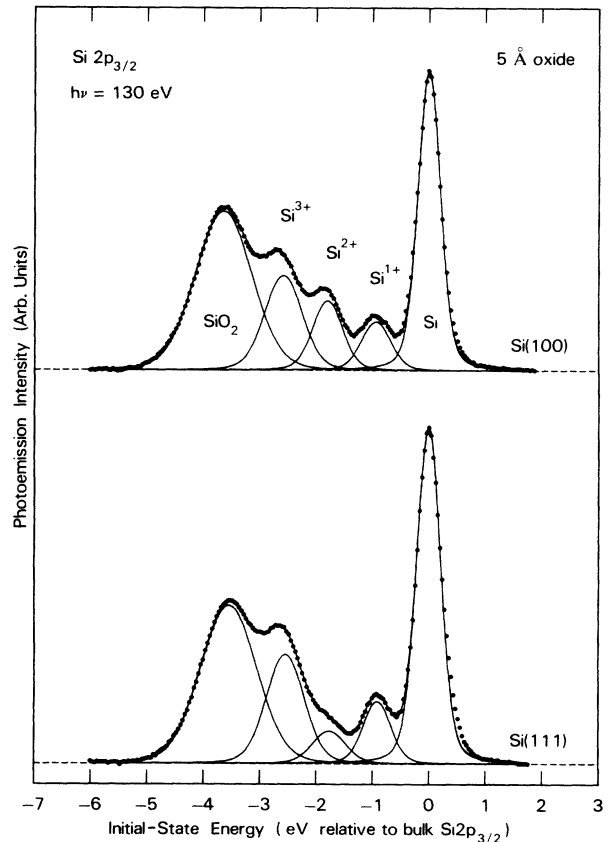 Si 2p3/2
5 Å oxide
hν = 130 eV
Si3+
Si2+
Si1+
SiO2
Si
Si(100)
Photoemission Intensity (Arb. Units)
Si(111)
−7 −6 −5 −4 −3 −2 −1 0 1 2 3
Initial-State Energy ( eV relative to bulk Si2p3/2)